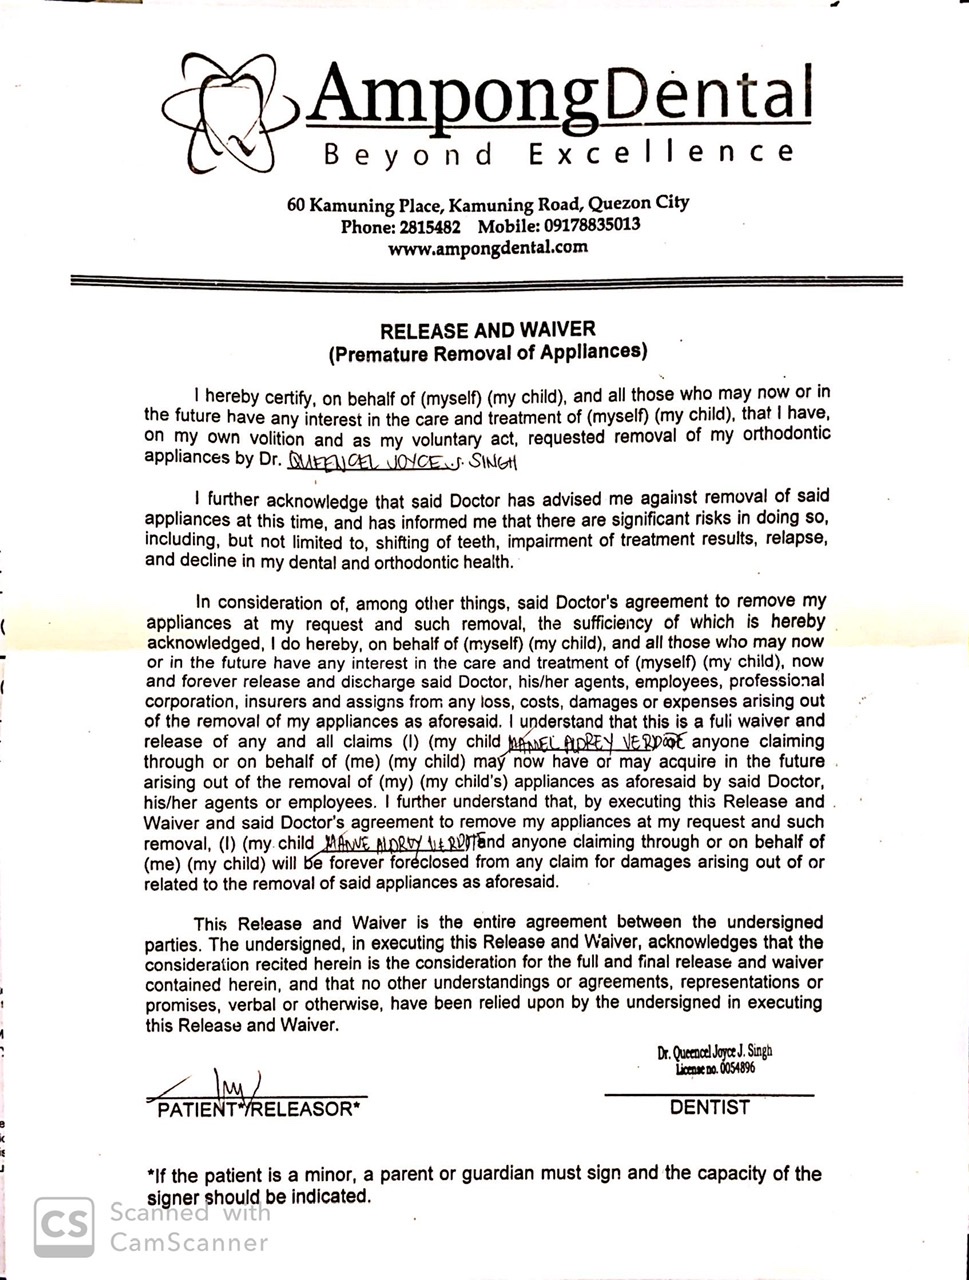 AmpongDental
Beyond Excellence
60 Kamuning Place, Kamuning Road, Quezon City
Phone: 2815482 Mobile: 09178835013
www.ampongdental.com
RELEASE AND WAIVER
(Premature Removal of Appliances)
I hereby certify, on behalf of (myself) (my child), and all those who may now or in
the future have any interest in the care and treatment of (myself) (my child), that I have,
on my own volition and as my voluntary act, requested removal of my orthodontic
appliances by Dr. QUEENCEL JOYCE J. SINGH
I further acknowledge that said Doctor has advised me against removal of said
appliances at this time, and has informed me that there are significant risks in doing so,
including, but not limited to, shifting of teeth, impairment of treatment results, relapse,
and decline in my dental and orthodontic health.
In consideration of, among other things, said Doctor's agreement to remove my
appliances at my request and such removal, the sufficiency of which is hereby
acknowledged, I do hereby, on behalf of (myself) (my child), and all those who may now
or in the future have any interest in the care and treatment of (myself) (my child), now
and forever release and discharge said Doctor, his/her agents, employees, professional
corporation, insurers and assigns from any loss, costs, damages or expenses arising out
of the removal of my appliances as aforesaid. I understand that this is a full waiver and
release of any and all claims (I) (my child ALDREY anyone claiming
through or on behalf of (me) (my child) may now have or may acquire in the future
arising out of the removal of (my) (my child's) appliances as aforesaid by said Doctor,
his/her agents or employees. I further understand that, by executing this Release and
Waiver and said Doctor's agreement to remove my appliances at my request and such
removal, (I) (my child and anyone claiming through or on behalf of
(me) (my child) will be forever foreclosed from any claim for damages arising out of or
related to the removal of said appliances as aforesaid.
This Release and Waiver is the entire agreement between the undersigned
parties. The undersigned, in executing this Release and Waiver, acknowledges that the
consideration recited herein is the consideration for the full and final release and waiver
contained herein, and that no other understandings or agreements, representations or
promises, verbal or otherwise, have been relied upon by the undersigned in executing
this Release and Waiver.
Dr. Queencel Joyce J. Singh
License no. 0054896
PATIENT*/RELEASOR*
DENTIST
*If the patient is a minor, a parent or guardian must sign and the capacity of the
signer should be indicated.
CS Scanned with
CamScanner